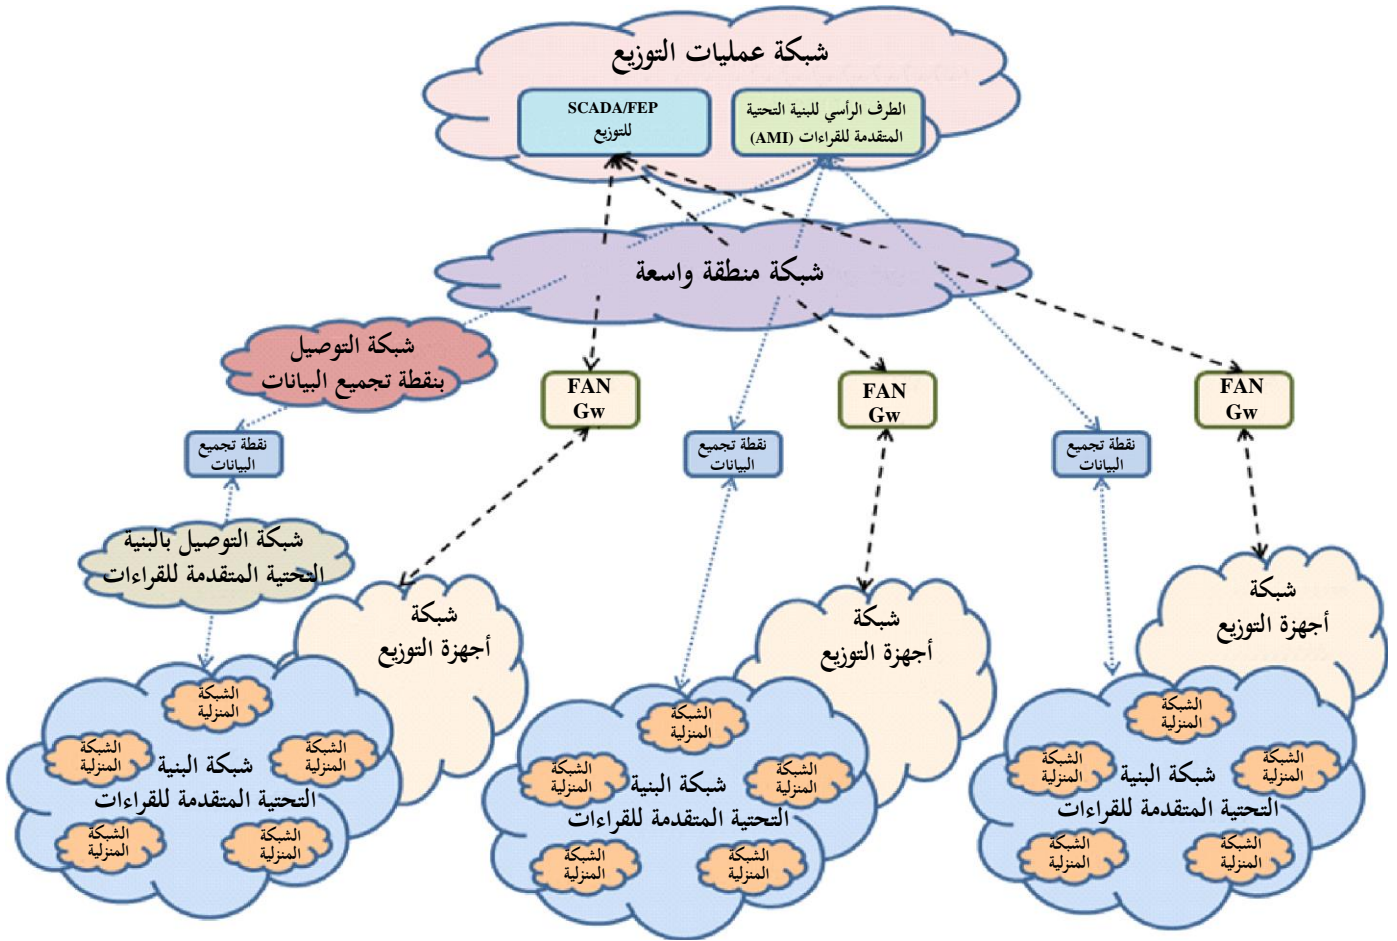 شبكة عمليات التوزيع
SCADA/FEP
للتوزيع
الطرف الرأسي للبنية التحتية
المتقدمة للقراءات (AMI)
شبكة منطقة واسعة
شبكة التوصيل
بنقطة تجميع البيانات
FAN
Gw
FAN
Gw
FAN
Gw
نقطة تجميع
البيانات
نقطة تجميع
البيانات
نقطة تجميع
البيانات
شبكة التوصيل بالبنية
التحتية المتقدمة للقراءات
شبكة
أجهزة التوزيع
شبكة
أجهزة التوزيع
شبكة
أجهزة التوزيع
الشبكة
المنزلية
الشبكة
المنزلية
الشبكة
المنزلية
شبكة البنية
التحتية المتقدمة للقراءات
الشبكة
المنزلية
الشبكة
المنزلية
الشبكة
المنزلية
الشبكة
المنزلية
الشبكة
المنزلية
شبكة البنية
التحتية المتقدمة للقراءات
الشبكة
المنزلية
الشبكة
المنزلية
الشبكة
المنزلية
الشبكة
المنزلية
الشبكة
المنزلية
شبكة البنية
التحتية المتقدمة للقراءات
الشبكة
المنزلية
الشبكة
المنزلية